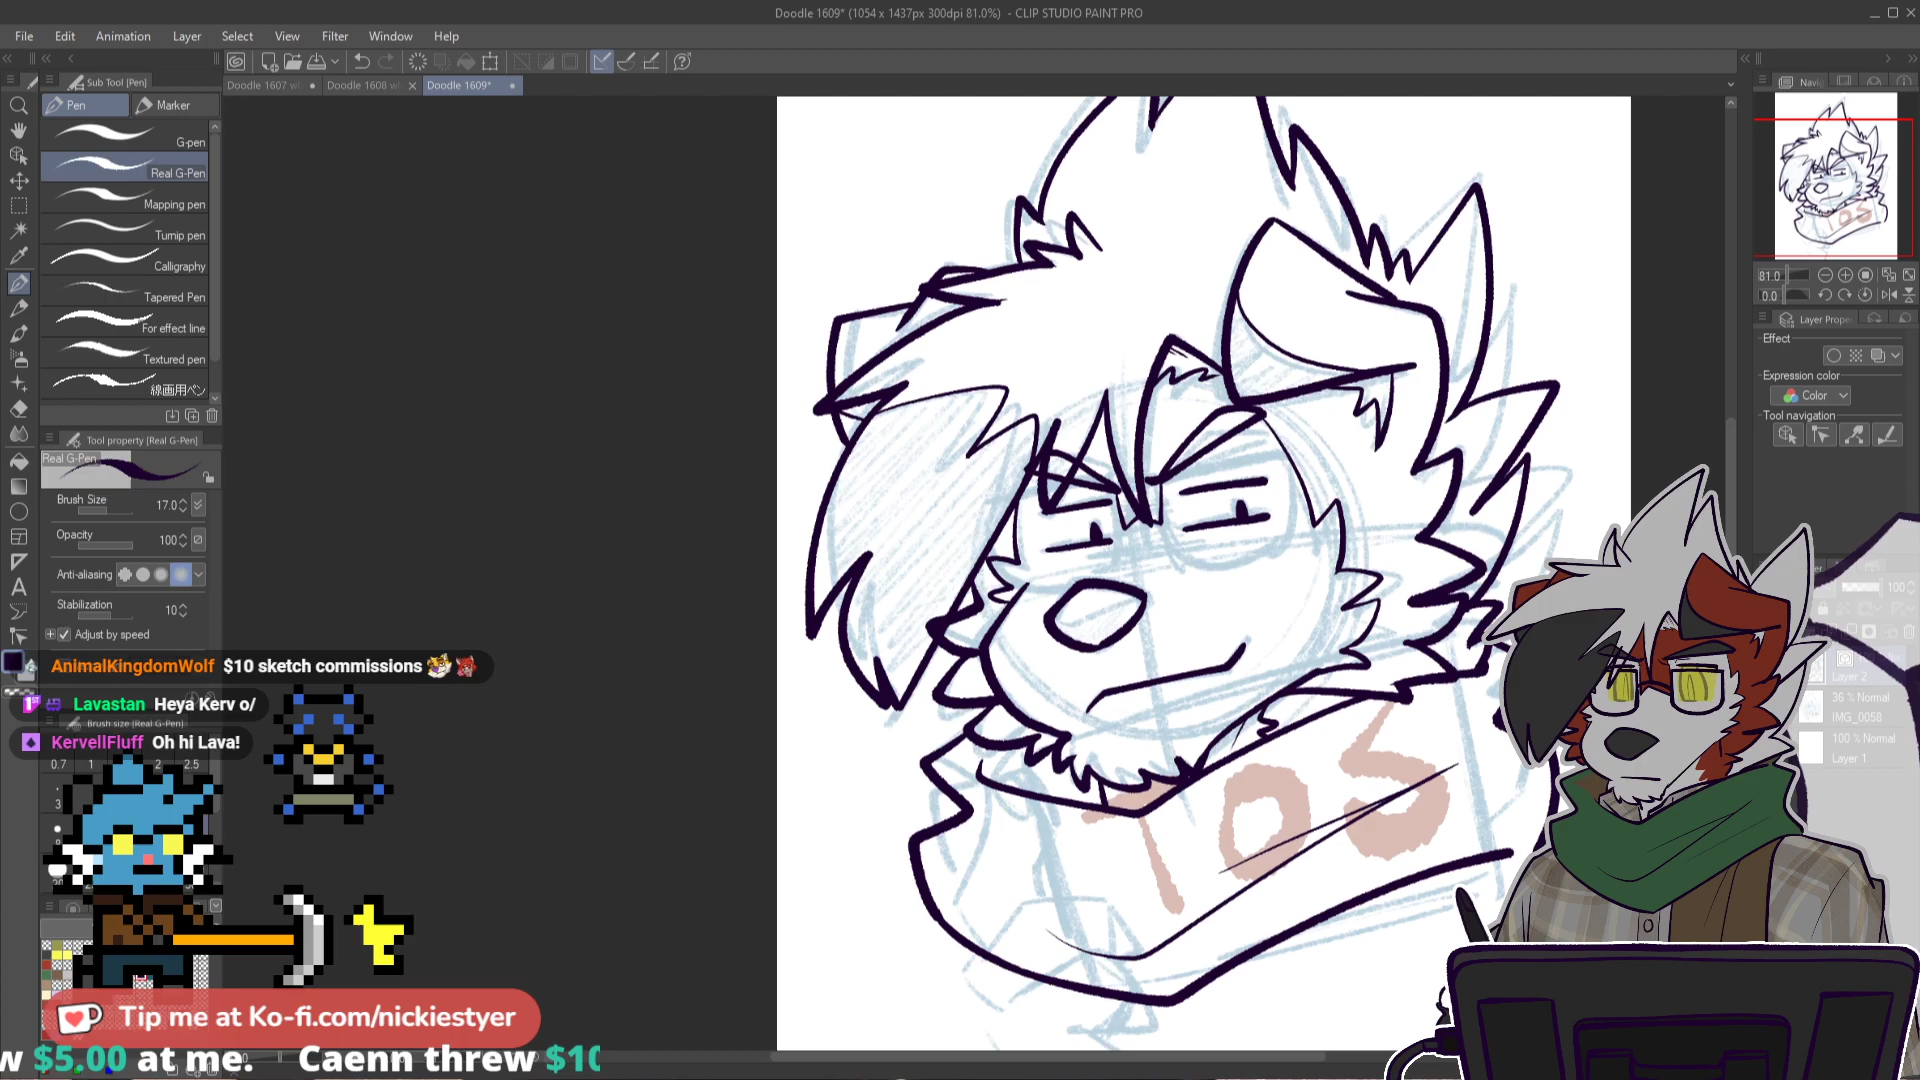 Doodle 1609* (1054 x 1437px 300dpi 81.0%) - CLIP STUDIO PAINT PRO
File Edit Animation Layer Select View Filter Window Help
Sub Tool [Pen]
Doodle 1607 wi
Doodle 1608 wi
Doodle 1609*
Navi
Pen
Marker
G-pen
Real G-Pen
Mapping pen
Turnip pen
Calligraphy
Tapered Pen
For effect line
Textured pen
線画用ペン
Tool property [Real G-Pen]
Real G-Pen
Brush Size 17.0
Opacity 100
Anti-aliasing
Stabilization 10
Adjust by speed
81.0
0.0
Layer Prope
Effect
Expression color
Color
Tool navigation
100
Layer 2
36 % Normal
IMG_0058
100 % Normal
Layer 1
AnimalKingdomWolf $10 sketch commissions
Lavastan Heya Kerv o/
Brush size [Real G-Pen]
KervellFluff Oh hi Lava!
0.7 1 2 2.5
3
105
Tip me at Ko-fi.com/nickiestyer
w $5.00 at me. Caenn threw $10